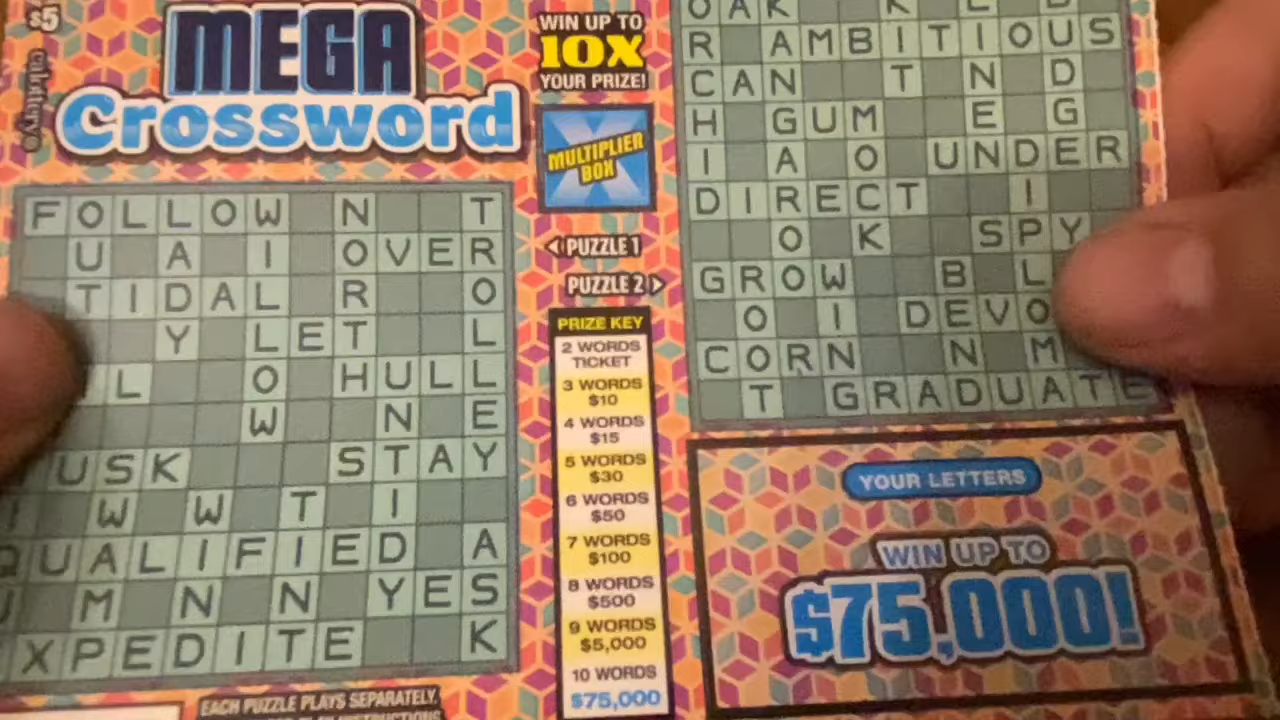 $5
calottery
MEGA
Crossword
WIN UP TO
10X
YOUR PRIZE!
MULTIPLIER
BOX
PUZZLE 1
PUZZLE 2
FOLLOW N T
U A I OVER
TIDAL R O
Y LET L
L O HULL
W N E
USK STAY
W W T I
QUALIFIED A
M N N YES
XPEDITE K
PRIZE KEY
2 WORDS
TICKET
3 WORDS
$10
4 WORDS
$15
5 WORDS
$30
6 WORDS
$50
7 WORDS
$100
8 WORDS
$500
9 WORDS
$5,000
10 WORDS
$75,000
OAK K L B
R AMBITIOUS
CAN T N D
H GUM E G
I A O UNDER
DIRECT I
O K SPY
GROW B L
O I DEVO
CORN N M
T GRADUATE
YOUR LETTERS
WIN UP TO
$75,000!
EACH PUZZLE PLAYS SEPARATELY.